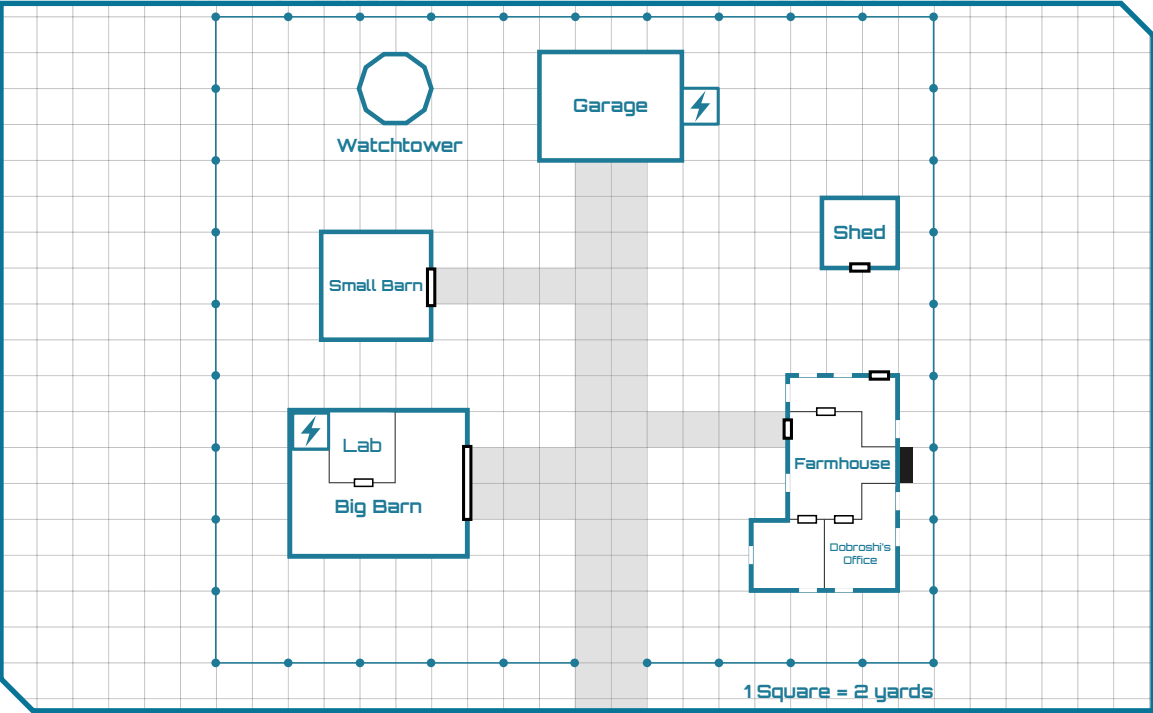 Garage
Watchtower
Shed
Small Barn
Lab
Farmhouse
Big Barn
Dobroshi's
Office
1 Square = 2 yards